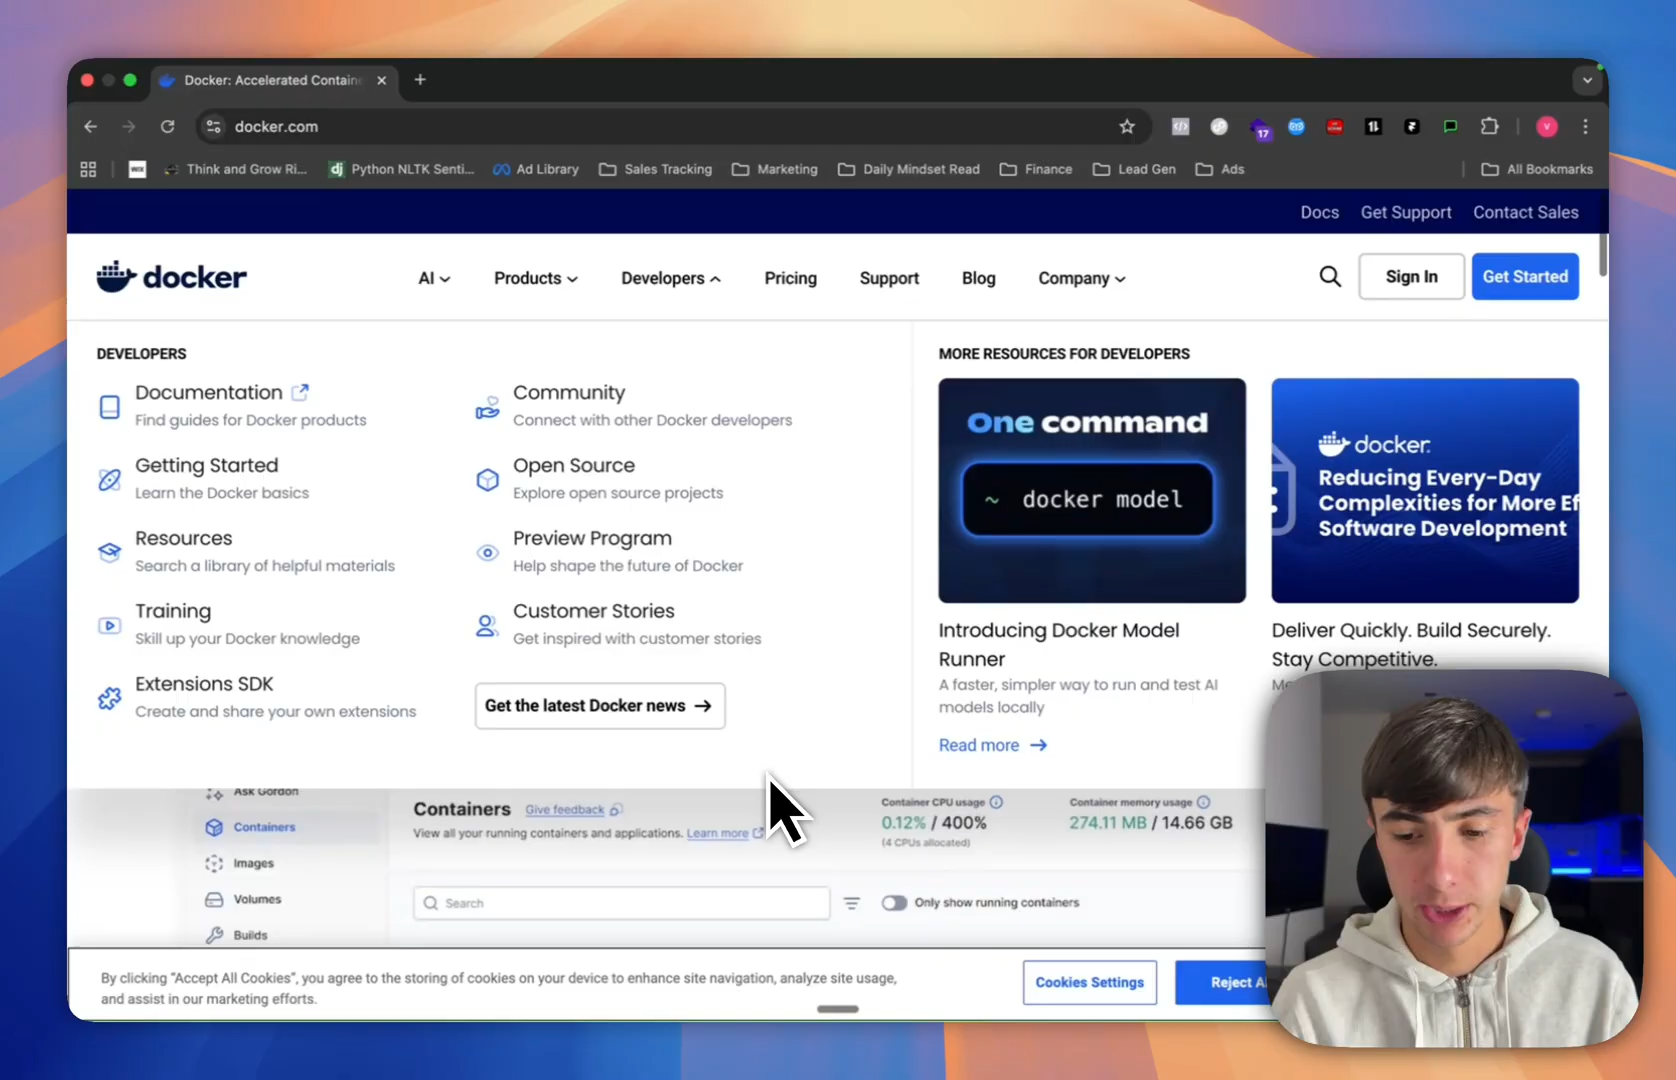 Docker: Accelerated Contain
docker.com
17
Think and Grow Ri...
dj Python NLTK Senti...
Ad Library
Sales Tracking
Marketing
Daily Mindset Read
Finance
Lead Gen
Ads
All Bookmarks
Docs
Get Support
Contact Sales
docker
AI
Products
Developers
Pricing
Support
Blog
Company
Sign In
Get Started
DEVELOPERS
Documentation
Find guides for Docker products
Getting Started
Learn the Docker basics
Resources
Search a library of helpful materials
Training
Skill up your Docker knowledge
Extensions SDK
Create and share your own extensions
Community
Connect with other Docker developers
Open Source
Explore open source projects
Preview Program
Help shape the future of Docker
Customer Stories
Get inspired with customer stories
Get the latest Docker news →
MORE RESOURCES FOR DEVELOPERS
One command
~ docker model
Introducing Docker Model
Runner
A faster, simpler way to run and test AI
models locally
Read more →
docker.
Reducing Every-Day
Complexities for More Ef
Software Development
Deliver Quickly. Build Securely.
Stay Competitive.
Ask Gordon
Containers
Images
Volumes
Builds
Containers
Give feedback
View all your running containers and applications. Learn more
Container CPU usage
0.12% / 400%
(4 CPUs allocated)
Container memory usage
274.11 MB / 14.66 GB
Search
Only show running containers
By clicking "Accept All Cookies", you agree to the storing of cookies on your device to enhance site navigation, analyze site usage,
and assist in our marketing efforts.
Cookies Settings
Reject A